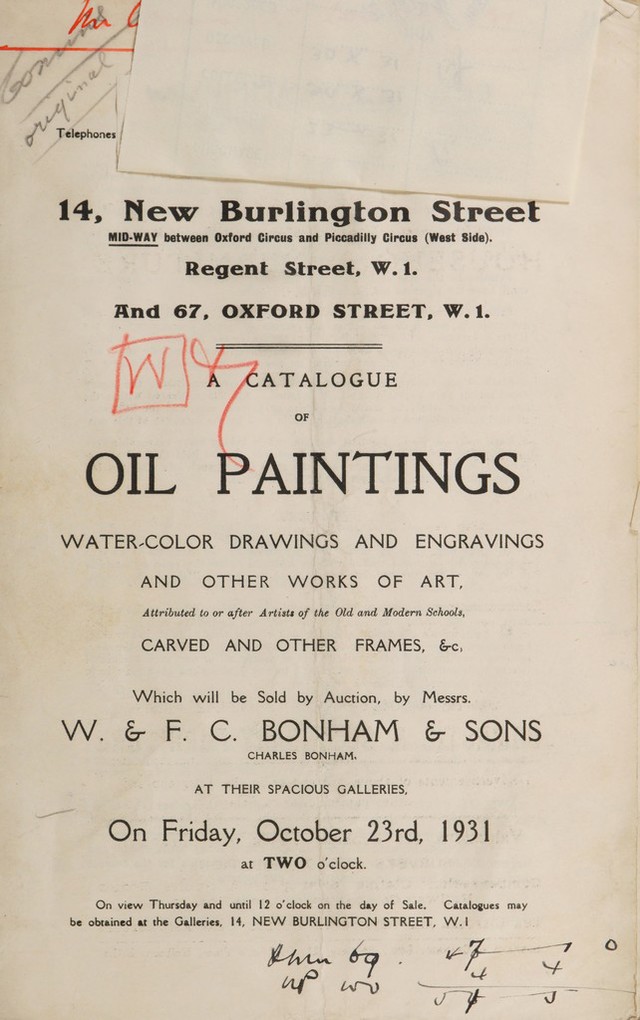 original
Telephones
14, New Burlington Street
MID-WAY between Oxford Circus and Piccadilly Circus (West Side).
Regent Street, W.1.
And 67, OXFORD STREET, W.1.
W
A CATALOGUE
OF
OIL PAINTINGS
WATER-COLOR DRAWINGS AND ENGRAVINGS
AND OTHER WORKS OF ART,
Attributed to or after Artists of the Old and Modern Schools,
CARVED AND OTHER FRAMES, &c,
Which will be Sold by Auction, by Messrs.
W. & F. C. BONHAM & SONS
CHARLES BONHAM,
AT THEIR SPACIOUS GALLERIES,
On Friday, October 23rd, 1931
at TWO o'clock.
On view Thursday and until 12 o'clock on the day of Sale. Catalogues may
be obtained at the Galleries, 14, NEW BURLINGTON STREET, W.1
69